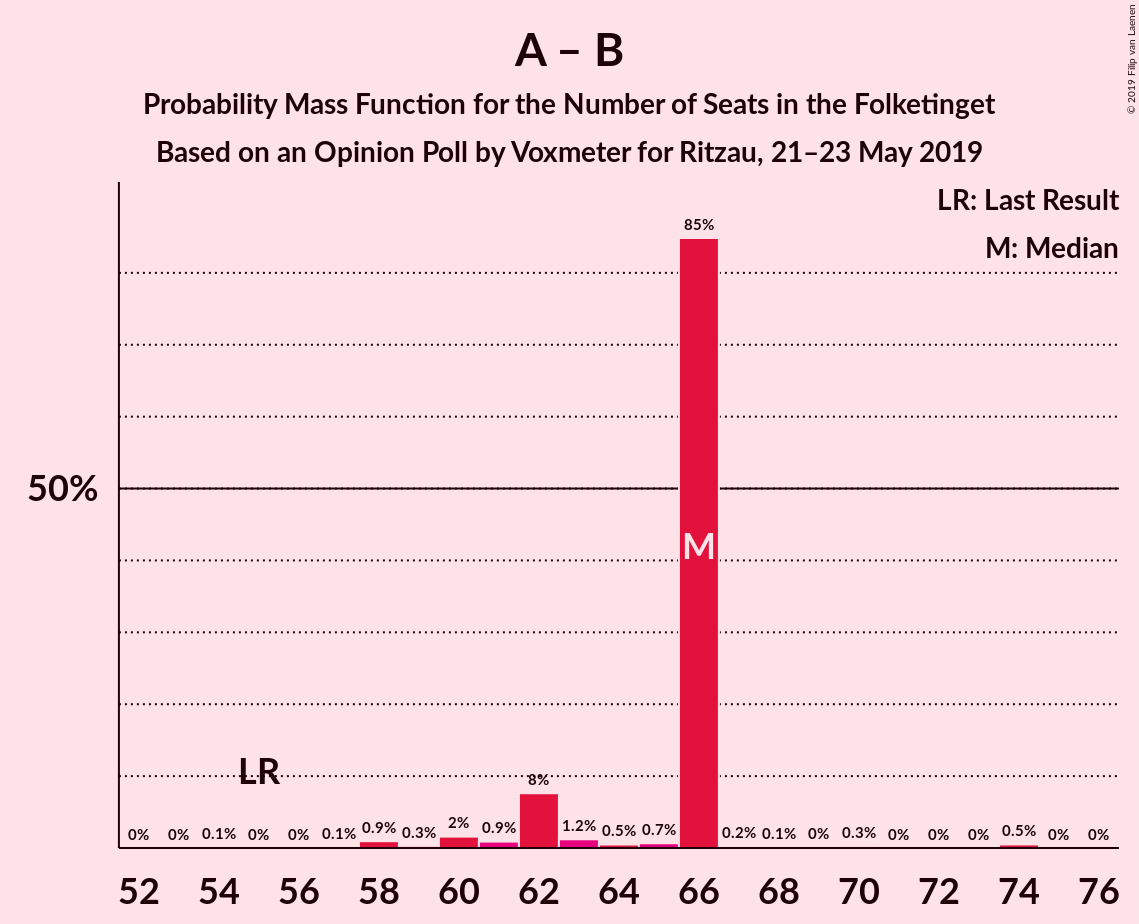 A – B
Probability Mass Function for the Number of Seats in the Folketinget
Based on an Opinion Poll by Voxmeter for Ritzau, 21–23 May 2019
© 2019 Filip van Laenen
LR: Last Result
M: Median
85%
50%
M
LR
8%
0% 0% 0.1% 0% 0% 0.1% 0.9% 0.3% 2% 0.9% 1.2% 0.5% 0.7% 0.2% 0.1% 0% 0.3% 0% 0% 0% 0.5% 0% 0%
52 54 56 58 60 62 64 66 68 70 72 74 76